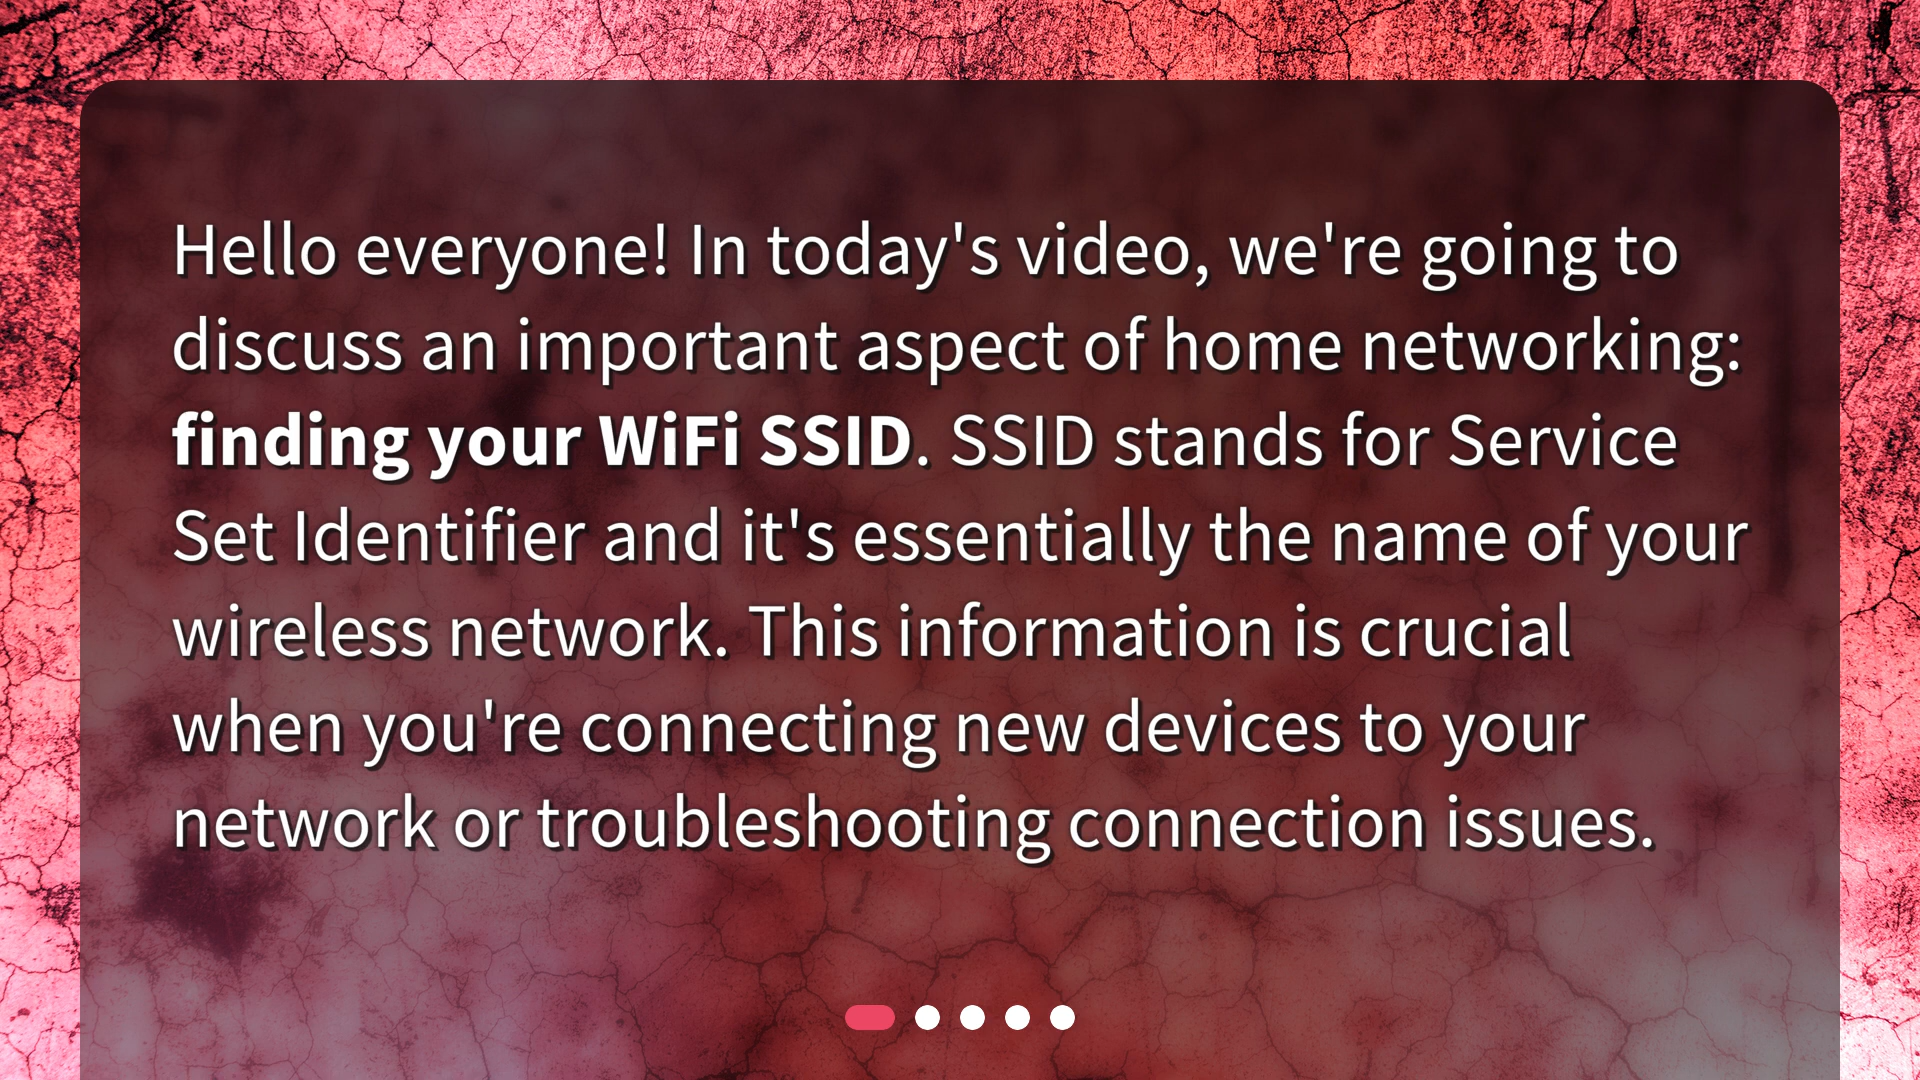 Hello everyone! In today's video, we're going to
discuss an important aspect of home networking:
finding your WiFi SSID. SSID stands for Service
Set Identifier and it's essentially the name of your
wireless network. This information is crucial
when you're connecting new devices to your
network or troubleshooting connection issues.